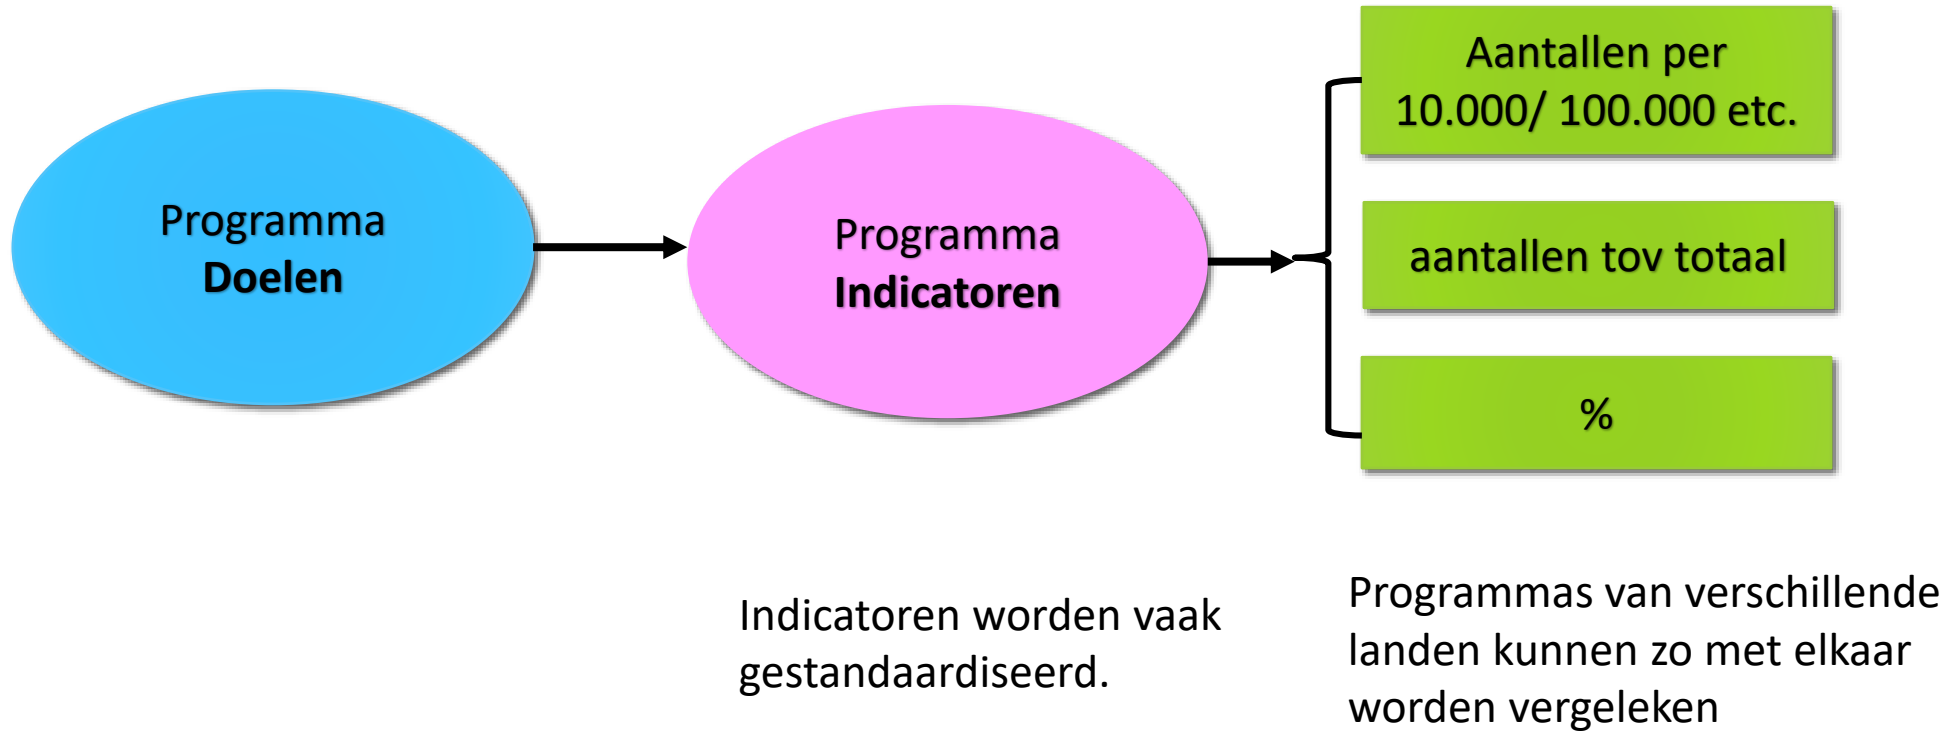 Programma
Doelen
Programma
Indicatoren
Aantallen per
10.000/ 100.000 etc.
aantallen tov totaal
%
Indicatoren worden vaak
gestandaardiseerd.
Programmas van verschillende
landen kunnen zo met elkaar
worden vergeleken